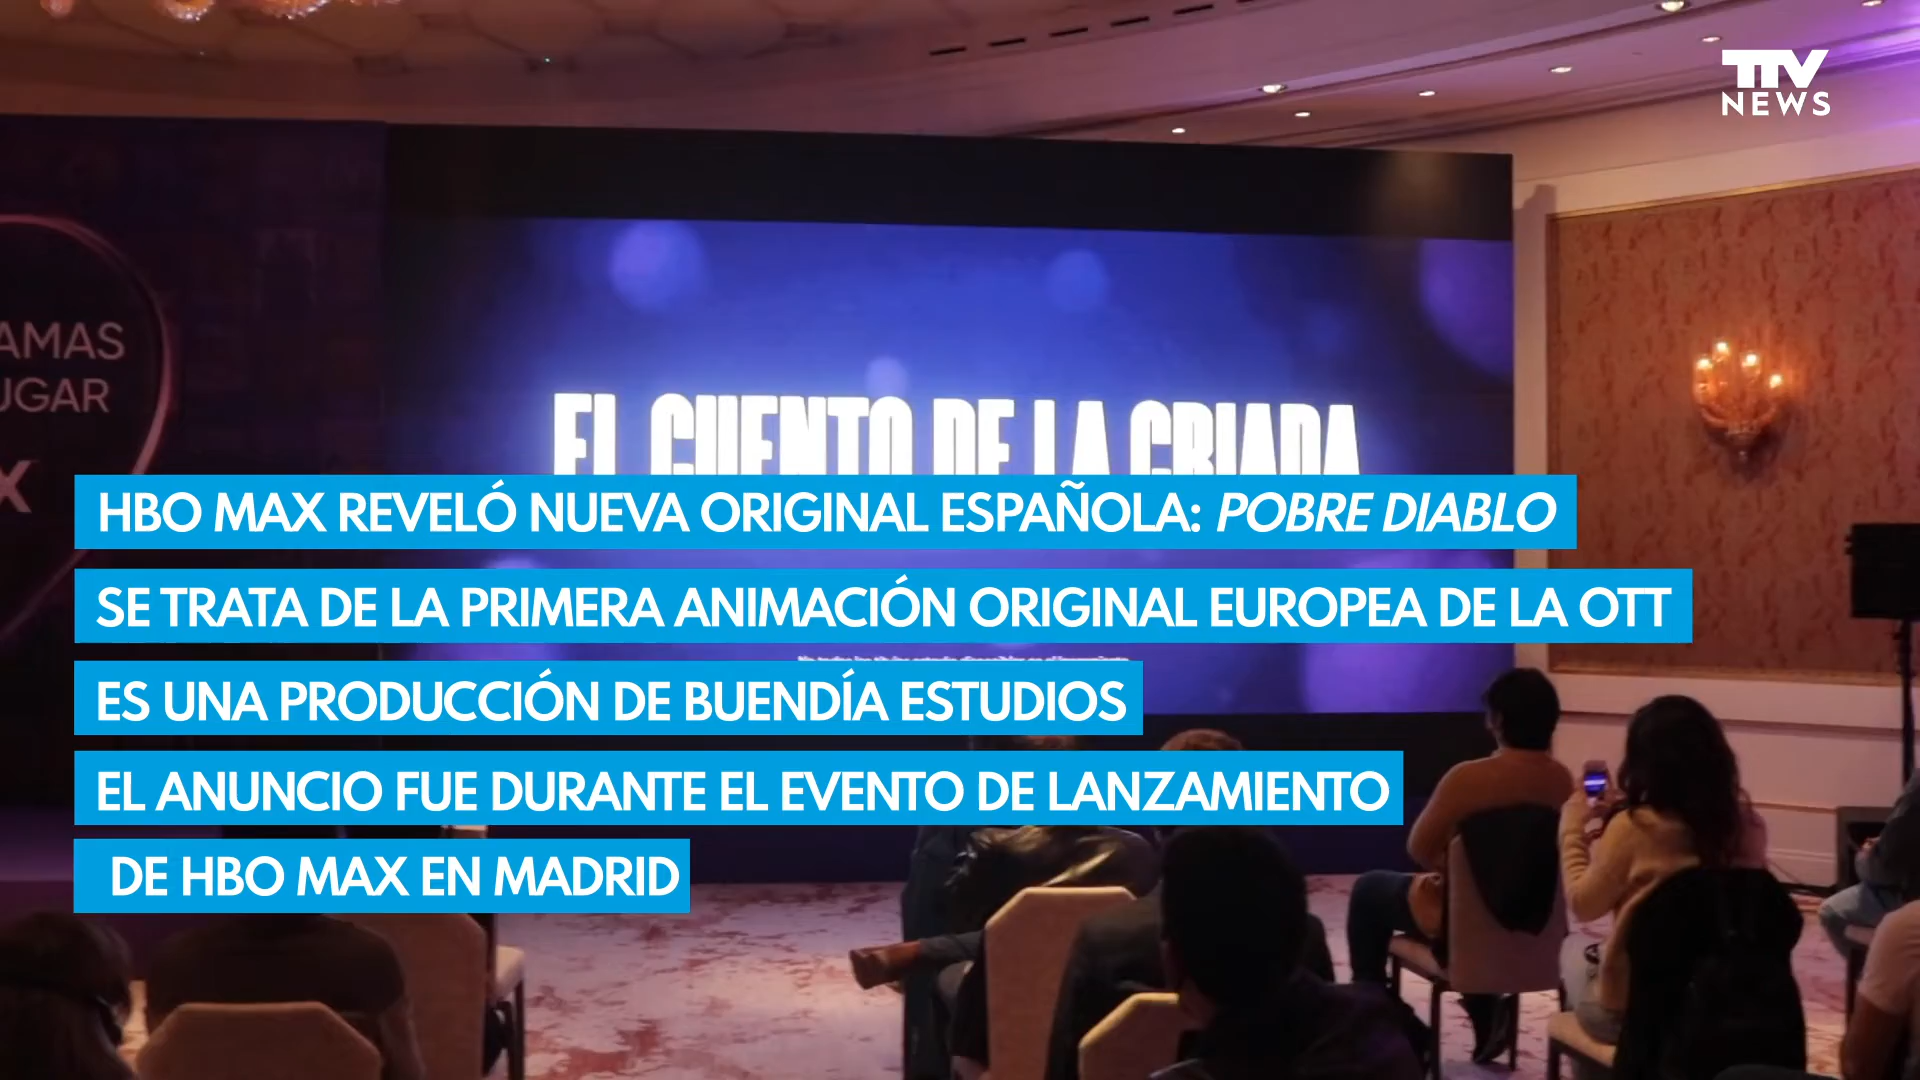 TTV
NEWS
AMAS
UGAR
X
EL CUENTO DE LA CRIADA
HBO MAX REVELÓ NUEVA ORIGINAL ESPAÑOLA: POBRE DIABLO
SE TRATA DE LA PRIMERA ANIMACIÓN ORIGINAL EUROPEA DE LA OTT
ES UNA PRODUCCIÓN DE BUENDÍA ESTUDIOS
EL ANUNCIO FUE DURANTE EL EVENTO DE LANZAMIENTO
DE HBO MAX EN MADRID